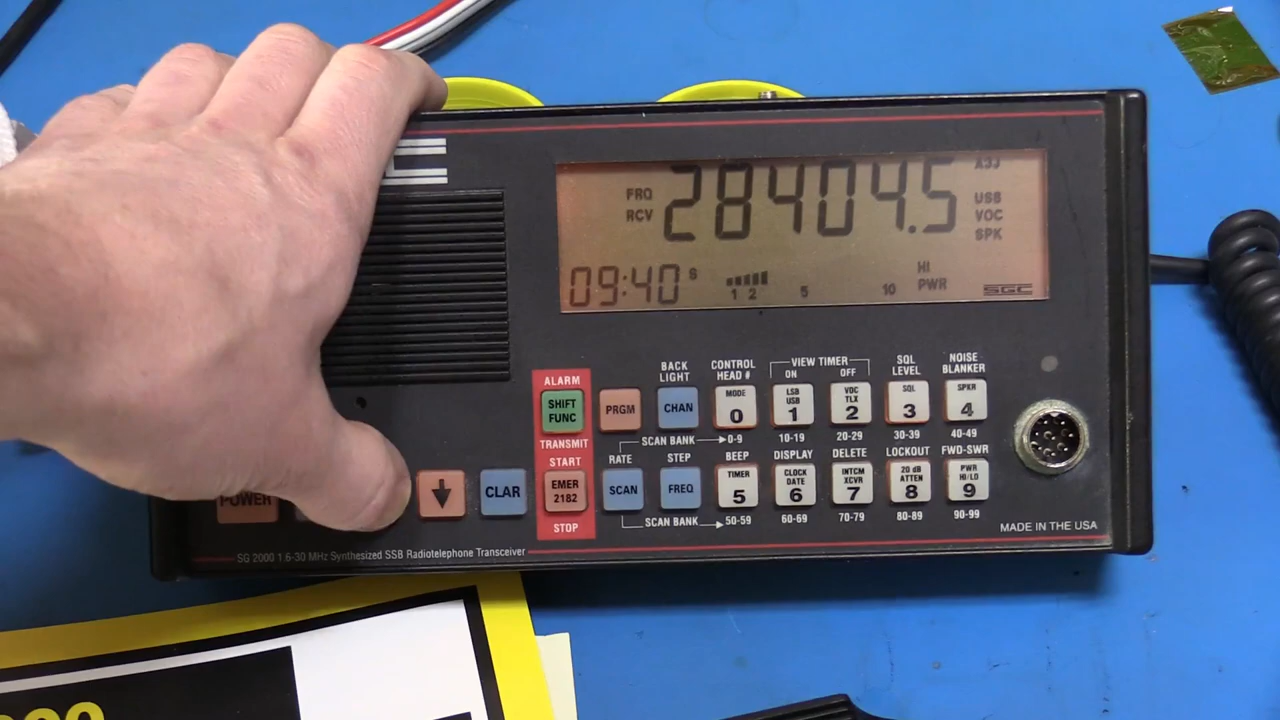 A3J
FRQ
RCV
28404.5
USB
VOC
SPK
09:40 S
1 2 5 10
HI
PWR
SGC
ALARM
SHIFT
FUNC
TRANSMIT
START
EMER
2182
STOP
PRGM
BACK
LIGHT
CHAN
CONTROL
HEAD #
MODE
0
VIEW TIMER
ON OFF
LSB
USB
1
VOC
TLX
2
SQL
LEVEL
SQL
3
NOISE
BLANKER
SPKR
4
SCAN BANK 0-9 10-19 20-29 30-39 40-49
RATE STEP BEEP DISPLAY DELETE LOCKOUT FWD-SWR
POWER
CLAR
SCAN
FREQ
TIMER
5
CLOCK
DATE
6
INTCM
XCVR
7
20 dB
ATTEN
8
PWR
HI/LO
9
SCAN BANK 50-59 60-69 70-79 80-89 90-99
MADE IN THE USA
SG 2000 1.6-30 MHz Synthesized SSB Radiotelephone Transceiver